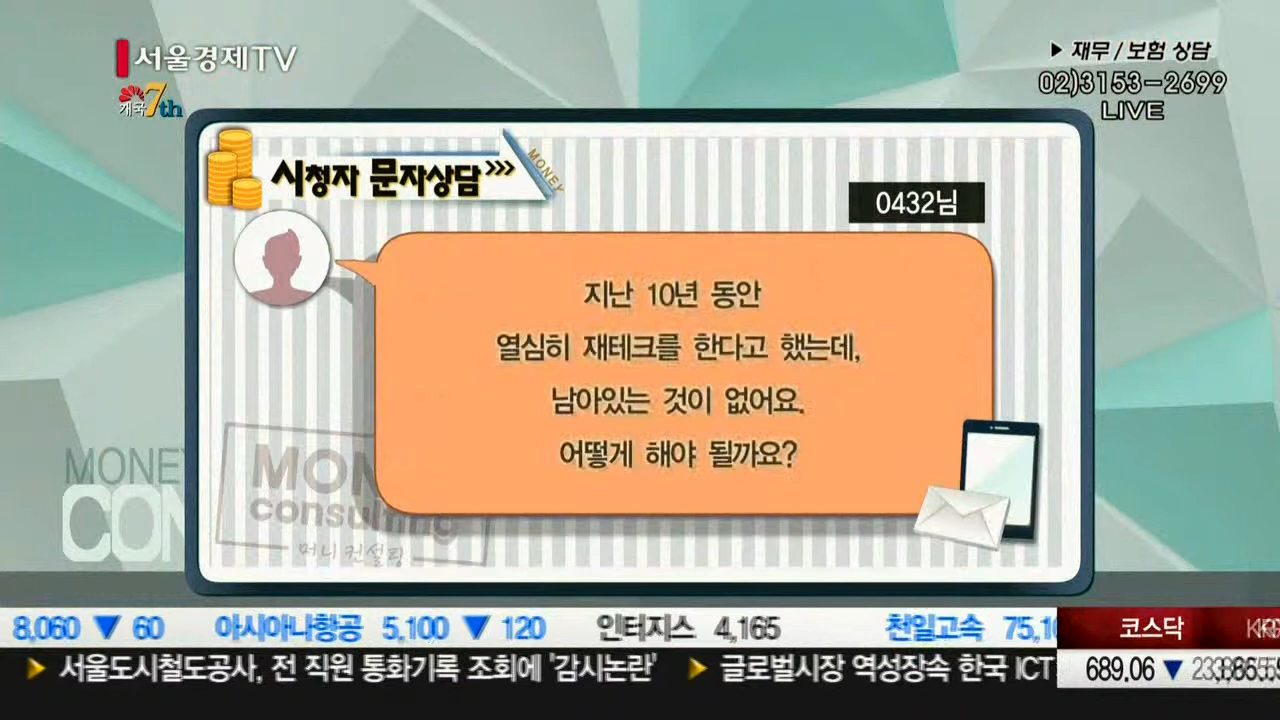 서울경제TV
개국 7th
▶ 재무/보험 상담
02)3153-2699
LIVE
시청자 문자상담 >>>
MONEY
0432님
지난 10년 동안
열심히 재테크를 한다고 했는데,
남아있는 것이 없어요.
어떻게 해야 될까요?
MONEY
CON
MON
consulting
머니컨설팅
8,060 ▼ 60 아시아나항공 5,100 ▼ 120 인터지스 4,165 천일고속 75,1
코스닥
서울도시철도공사, 전 직원 통화기록 조회에 '감시논란' 글로벌시장 역성장속 한국 ICT
689.06 ▼